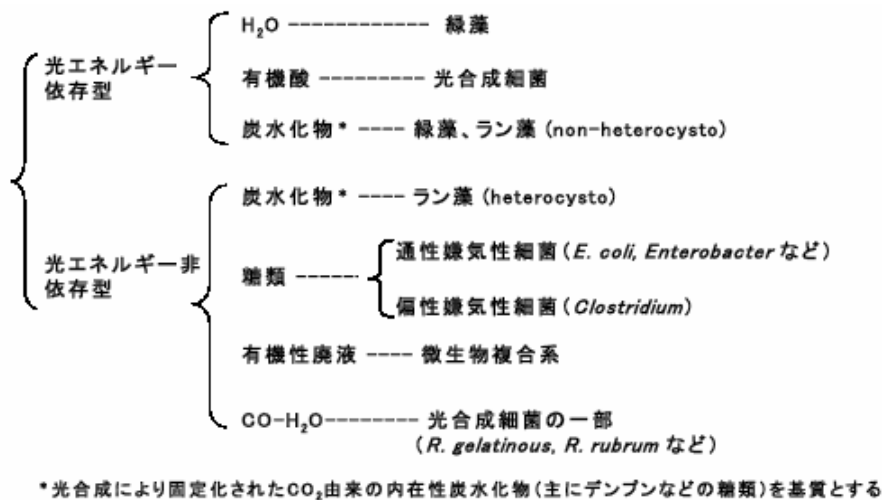 H₂O ------------ 緑藻
光エネルギー
依存型
有機酸 ---------- 光合成細菌
炭水化物* ---- 緑藻、ラン藻 (non-heterocysto)
炭水化物* ----- ラン藻 (heterocysto)
光エネルギー非
依存型
糖類 ------
通性嫌気性細菌(E. coli, Enterobacter など)
偏性嫌気性細菌(Clostridium)
有機性廃液 ---- 微生物複合系
CO-H₂O-------- 光合成細菌の一部
(R. gelatinous, R. rubrum など)
*光合成により固定化されたCO₂由来の内在性炭水化物(主にデンプンなどの糖類)を基質とする